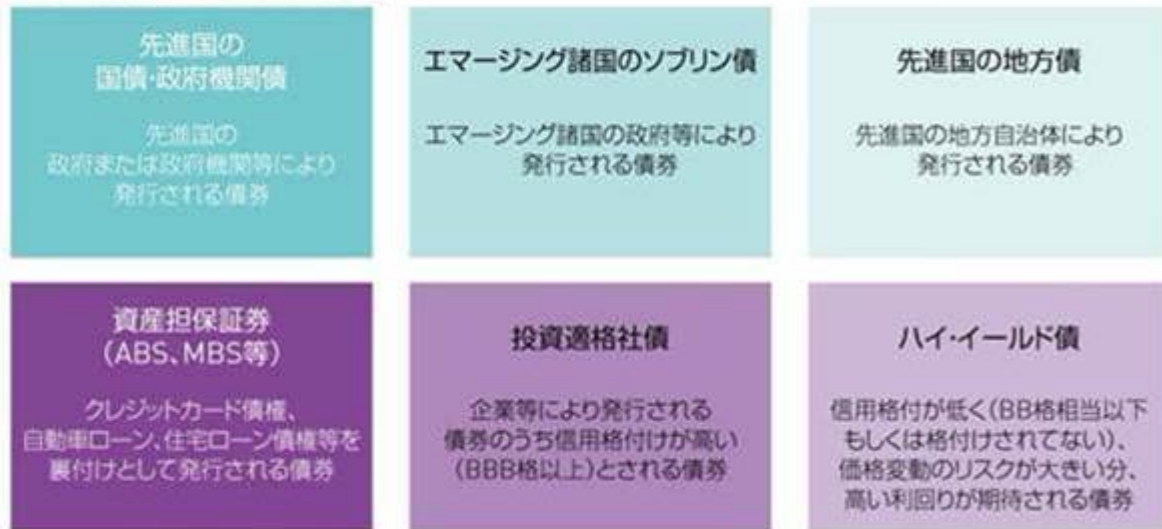 先進国の
国債・政府機関債
先進国の
政府または政府機関等により
発行される債券
エマージング諸国のソブリン債
エマージング諸国の政府等により
発行される債券
先進国の地方債
先進国の地方自治体により
発行される債券
資産担保証券
(ABS、MBS等)
クレジットカード債権、
自動車ローン、住宅ローン債権等を
裏付けとして発行される債券
投資適格社債
企業等により発行される
債券のうち信用格付けが高い
(BBB格以上)とされる債券
ハイ・イールド債
信用格付が低く(BB格相当以下
もしくは格付けされてない)、
価格変動のリスクが大きい分、
高い利回りが期待される債券